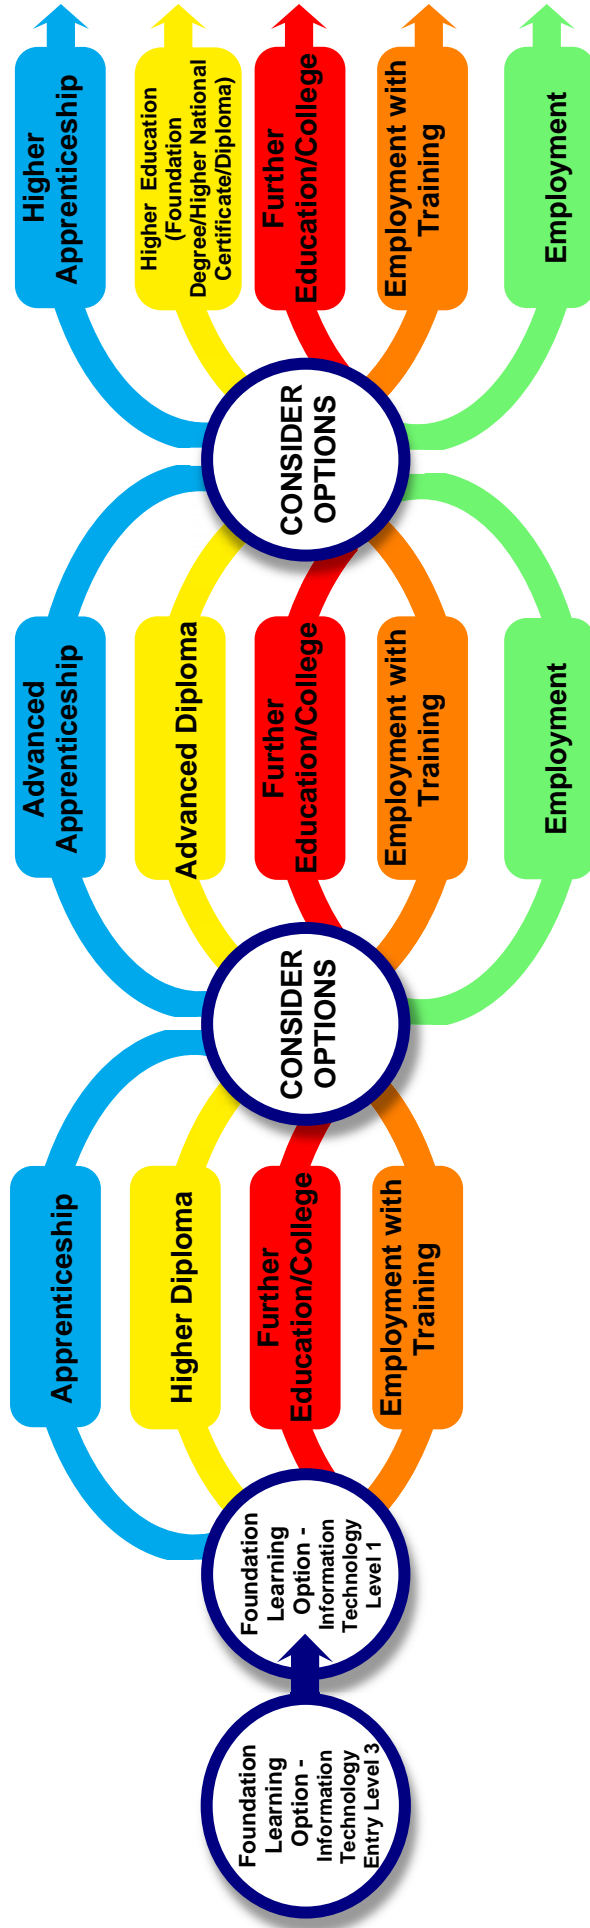 Foundation
Learning
Option -
Information
Technology
Entry Level 3
Foundation
Learning
Option -
Information
Technology
Level 1
Apprenticeship
Higher Diploma
Further
Education/College
Employment with
Training
CONSIDER
OPTIONS
Advanced
Apprenticeship
Advanced Diploma
Further
Education/College
Employment with
Training
Employment
CONSIDER
OPTIONS
Higher
Apprenticeship
Higher Education
(Foundation
Degree/Higher National
Certificate/Diploma)
Further
Education/College
Employment with
Training
Employment